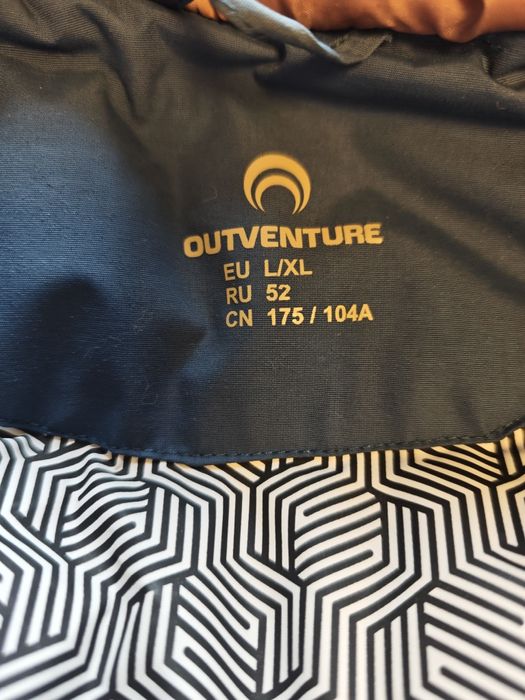 OUTVENTURE
EU L/XL
RU 52
CN 175 / 104A